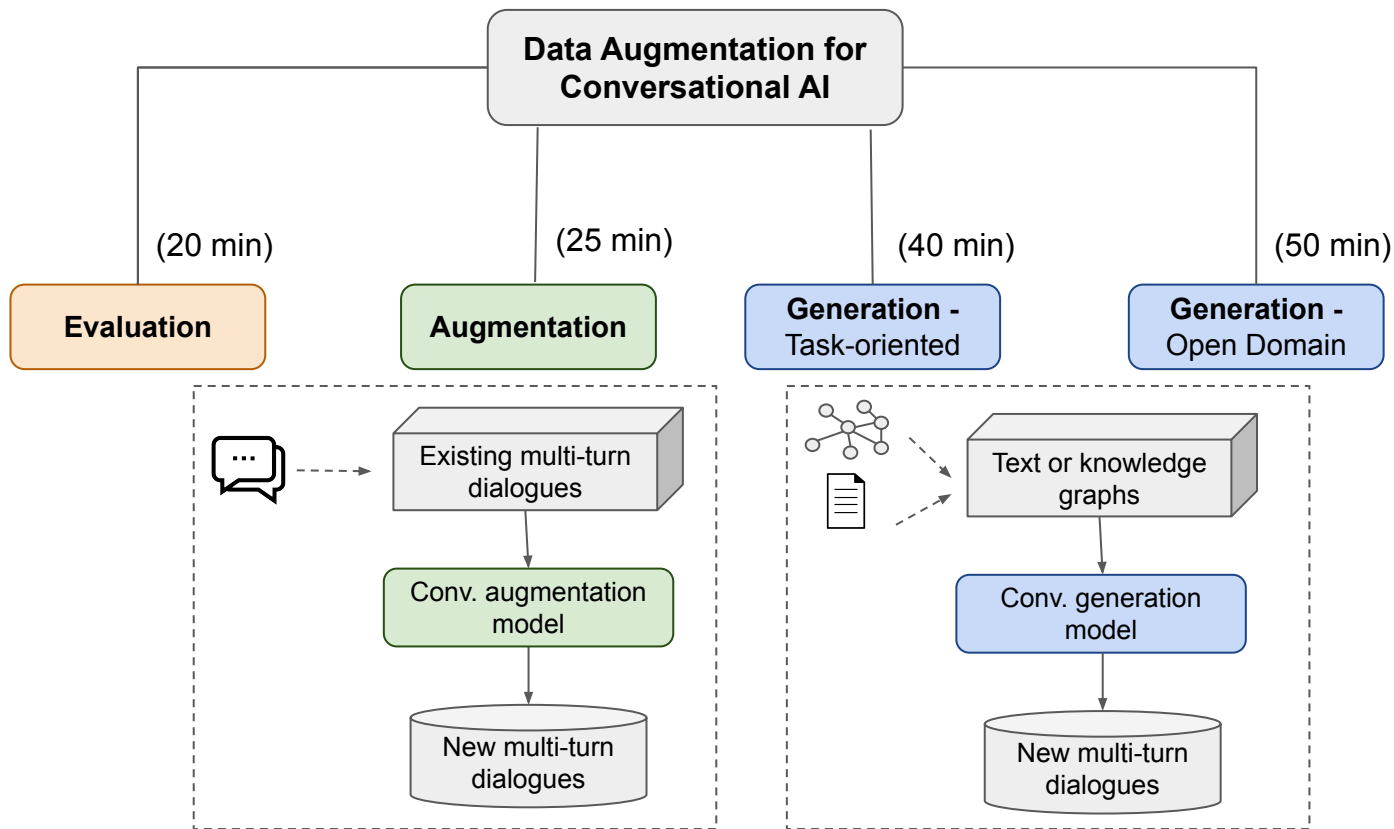 Data Augmentation for
Conversational AI
(20 min)
(25 min)
(40 min)
(50 min)
Evaluation
Augmentation
Generation -
Task-oriented
Generation -
Open Domain
...
Existing multi-turn
dialogues
Conv. augmentation
model
New multi-turn
dialogues
Text or knowledge
graphs
Conv. generation
model
New multi-turn
dialogues